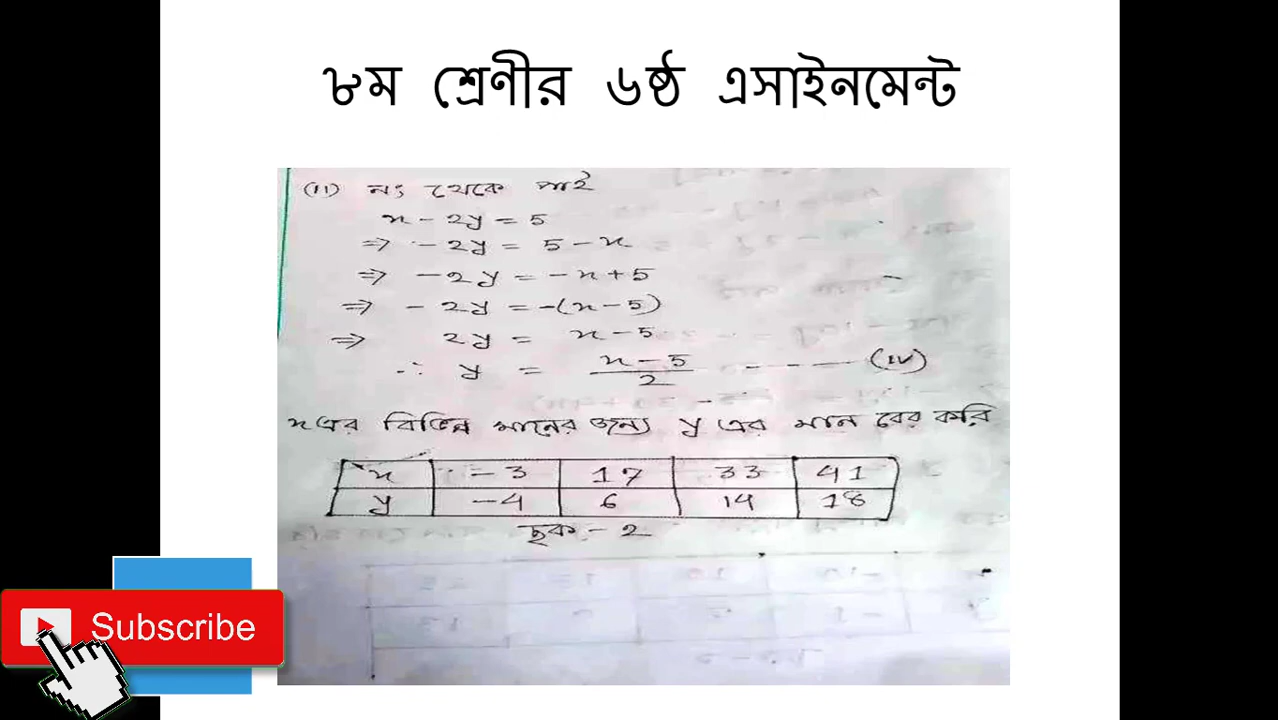 ৮ম শ্রেণীর ৬ষ্ঠ এসাইনমেন্ট
(ii) নং থেকে পাই
x - 2y = 5
⇒ - 2y = 5 - x
⇒ - 2y = - x + 5
⇒ - 2y = -(x - 5)
⇒ 2y = x - 5
∴ y = (x - 5)/2 ------ (iv)
x এর বিভিন্ন মানের জন্য y এর মান বের করি
x -3 17 33 41
y -4 6 14 18
ছক - 2
Subscribe